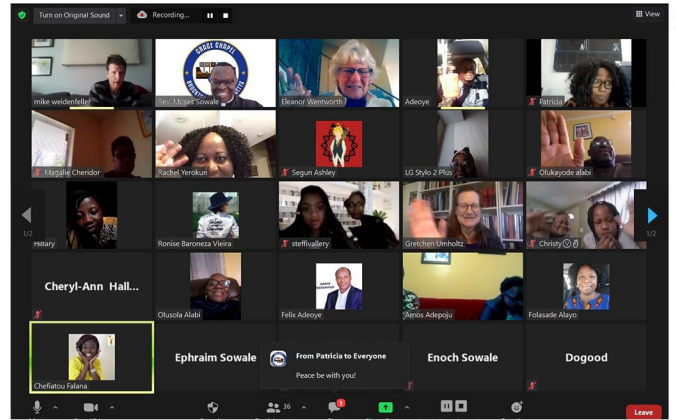 Turn on Original Sound
Recording...
View
mike weidenfeller
Rev. Moses Sowale
Eleanor Wentworth
Adeoye
Patricia
GRACE CHAPEL
Magalie Cheridor
Rachel Yerokun
Segun Ashley
LG Stylo 2 Plus
Olukayode alabi
Hillary
Ronise Baroneza Vieira
steffivallery
Gretchen Umholtz
Christy
1/2
1/2
Cheryl-Ann Hall...
Olusola Alabi
Felix Adeoye
Amos Adepoju
Folasade Alayo
Chefiatou Falana
Ephraim Sowale
From Patricia to Everyone
Peace be with you!
Enoch Sowale
Dogood
36
1
Leave